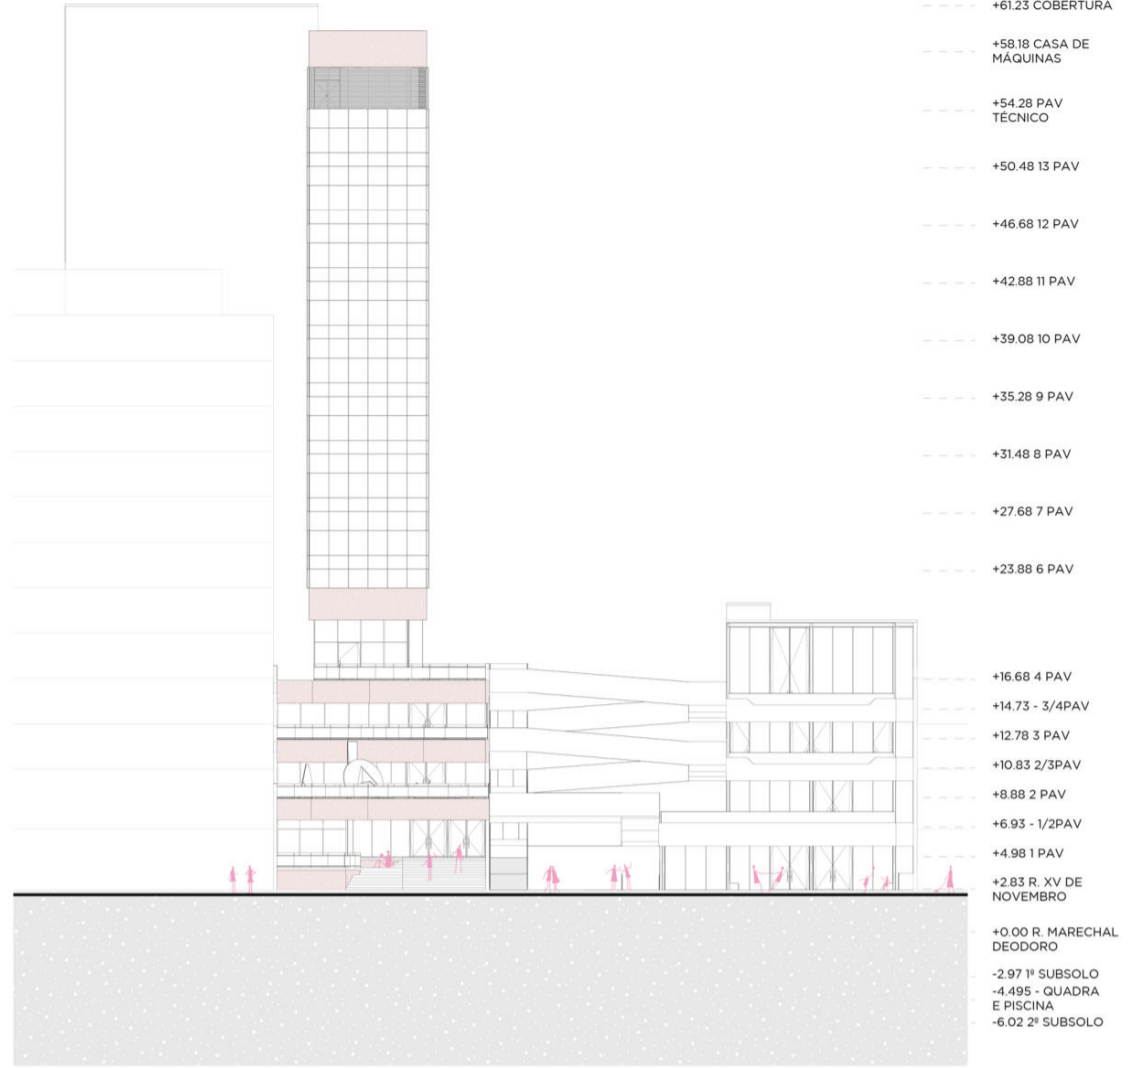 +61.23 COBERTURA
+58.18 CASA DE
MÁQUINAS
+54.28 PAV
TÉCNICO
+50.48 13 PAV
+46.68 12 PAV
+42.88 11 PAV
+39.08 10 PAV
+35.28 9 PAV
+31.48 8 PAV
+27.68 7 PAV
+23.88 6 PAV
+16.68 4 PAV
+14.73 - 3/4PAV
+12.78 3 PAV
+10.83 2/3PAV
+8.88 2 PAV
+6.93 - 1/2PAV
+4.98 1 PAV
+2.83 R. XV DE
NOVEMBRO
+0.00 R. MARECHAL
DEODORO
-2.97 1º SUBSOLO
-4.495 - QUADRA
E PISCINA
-6.02 2º SUBSOLO